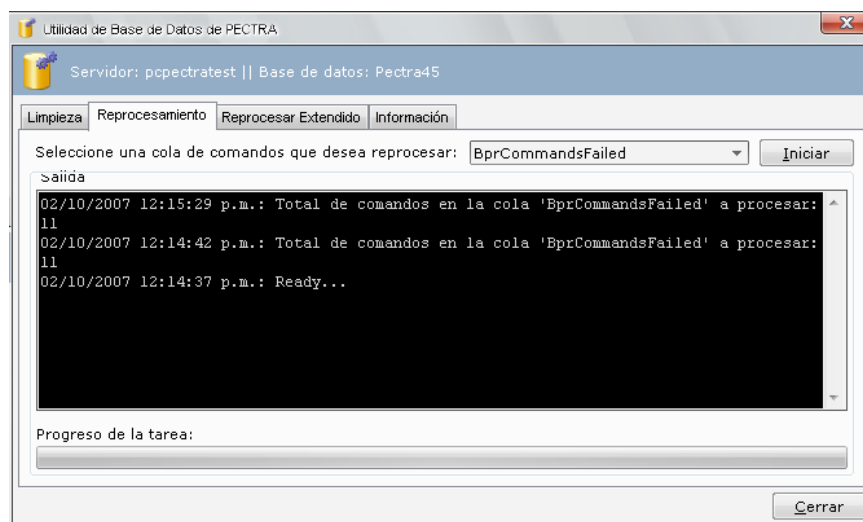 Utilidad de Base de Datos de PECTRA
Servidor: pcpectratest || Base de datos: Pectra45
Limpieza Reprocesamiento Reprocesar Extendido Información
Seleccione una cola de comandos que desea reprocesar: BprCommandsFailed Iniciar
Salida
02/10/2007 12:15:29 p.m.: Total de comandos en la cola 'BprCommandsFailed' a procesar:
11
02/10/2007 12:14:42 p.m.: Total de comandos en la cola 'BprCommandsFailed' a procesar:
11
02/10/2007 12:14:37 p.m.: Ready...
Progreso de la tarea:
Cerrar